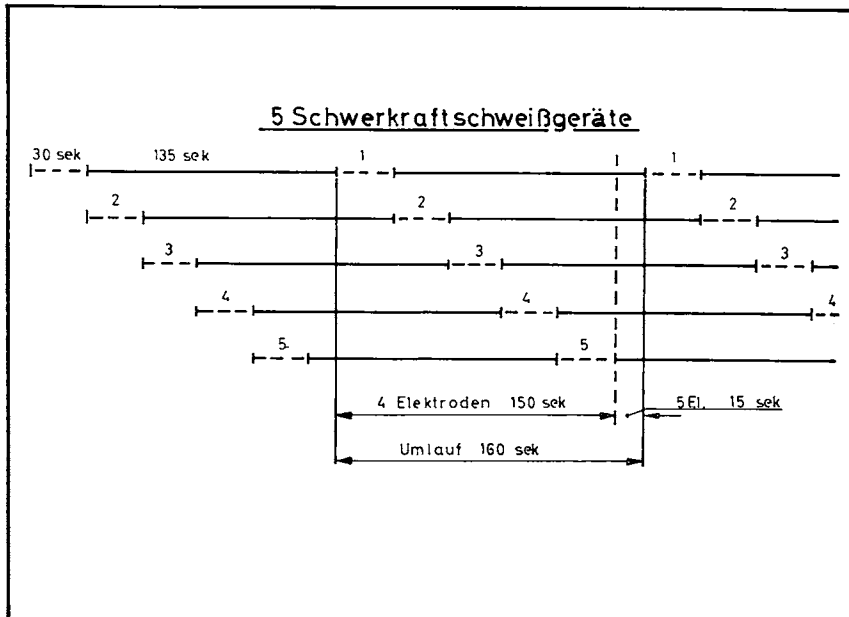 5 Schwerkraftschweißgeräte
30 sek 135 sek 1 1
2 2 2
3 3 3
4 4 4
5 5
4 Elektroden 150 sek 5 El. 15 sek
Umlauf 160 sek